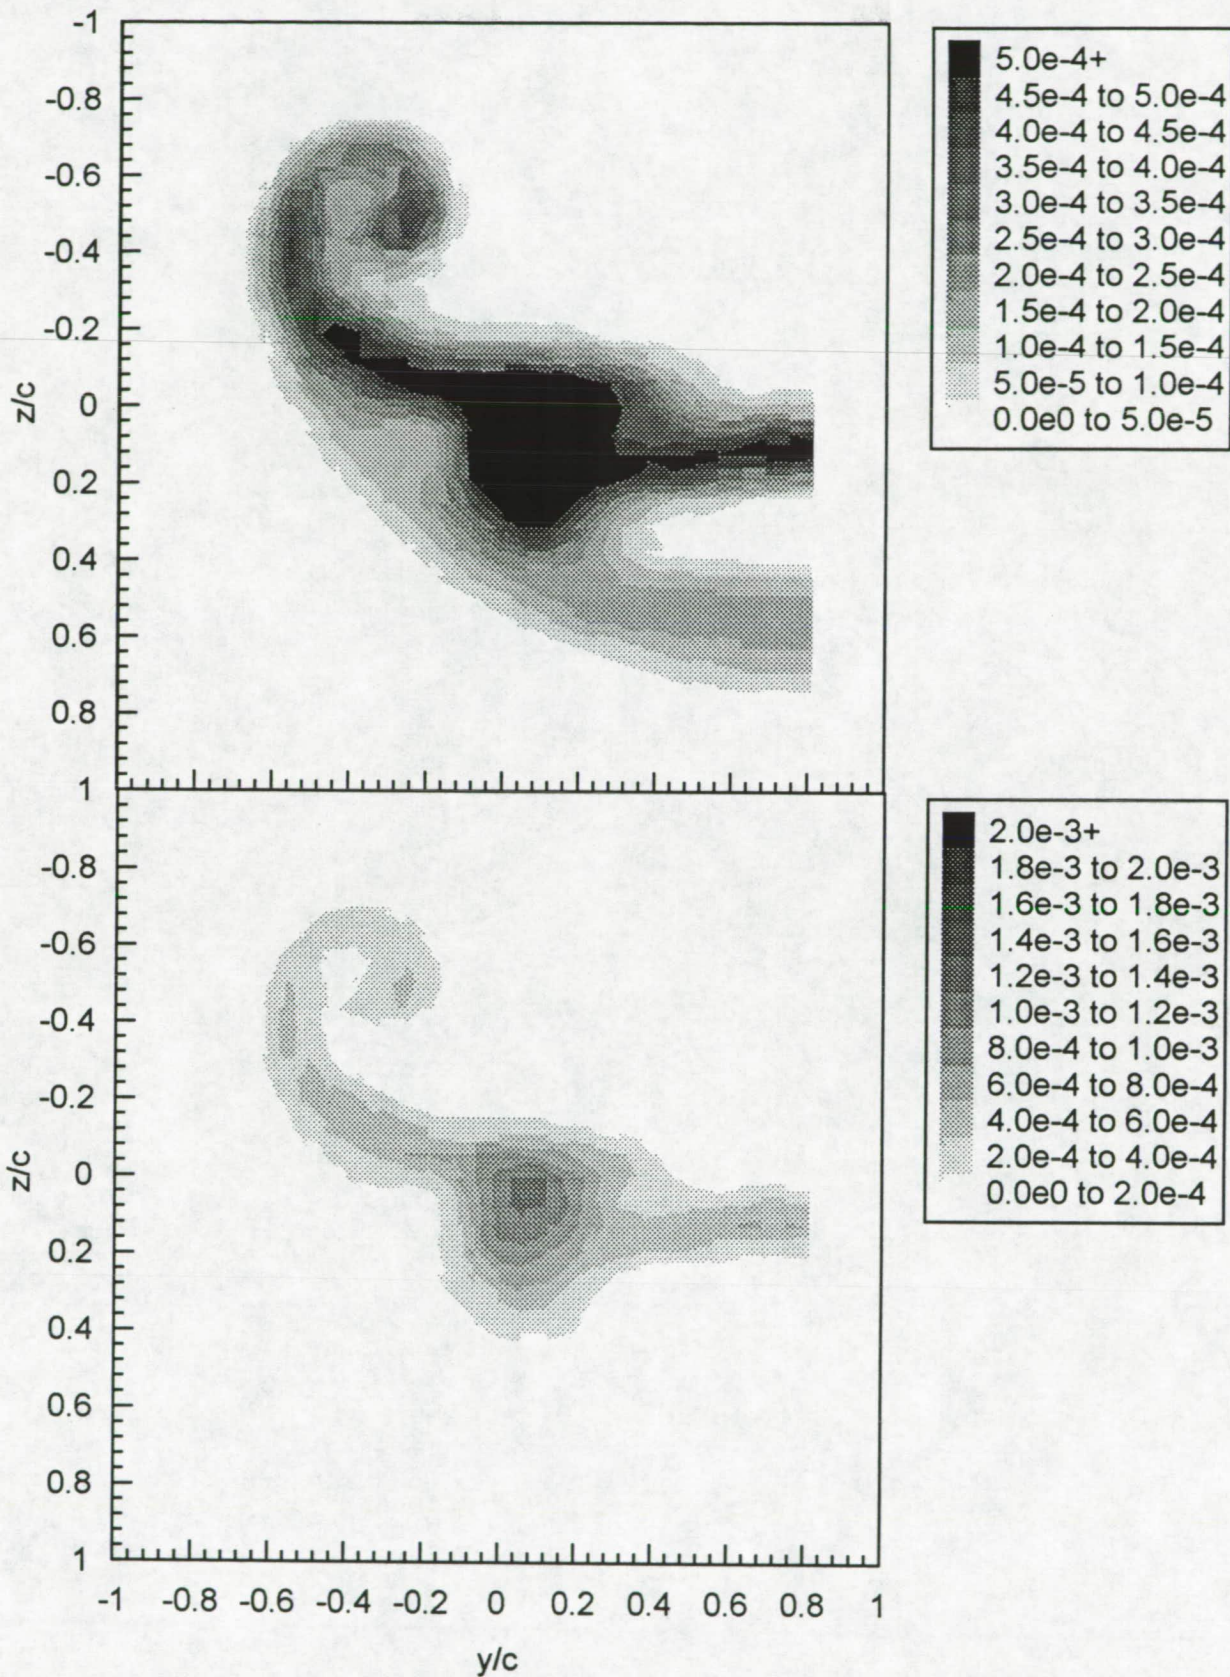 -1
-0.8
-0.6
-0.4
-0.2
0
0.2
0.4
0.6
0.8
1
z/c
5.0e-4+
4.5e-4 to 5.0e-4
4.0e-4 to 4.5e-4
3.5e-4 to 4.0e-4
3.0e-4 to 3.5e-4
2.5e-4 to 3.0e-4
2.0e-4 to 2.5e-4
1.5e-4 to 2.0e-4
1.0e-4 to 1.5e-4
5.0e-5 to 1.0e-4
0.0e0 to 5.0e-5
-0.8
-0.6
-0.4
-0.2
0
0.2
0.4
0.6
0.8
1
z/c
2.0e-3+
1.8e-3 to 2.0e-3
1.6e-3 to 1.8e-3
1.4e-3 to 1.6e-3
1.2e-3 to 1.4e-3
1.0e-3 to 1.2e-3
8.0e-4 to 1.0e-3
6.0e-4 to 8.0e-4
4.0e-4 to 6.0e-4
2.0e-4 to 4.0e-4
0.0e0 to 2.0e-4
-1 -0.8 -0.6 -0.4 -0.2 0 0.2 0.4 0.6 0.8 1
y/c